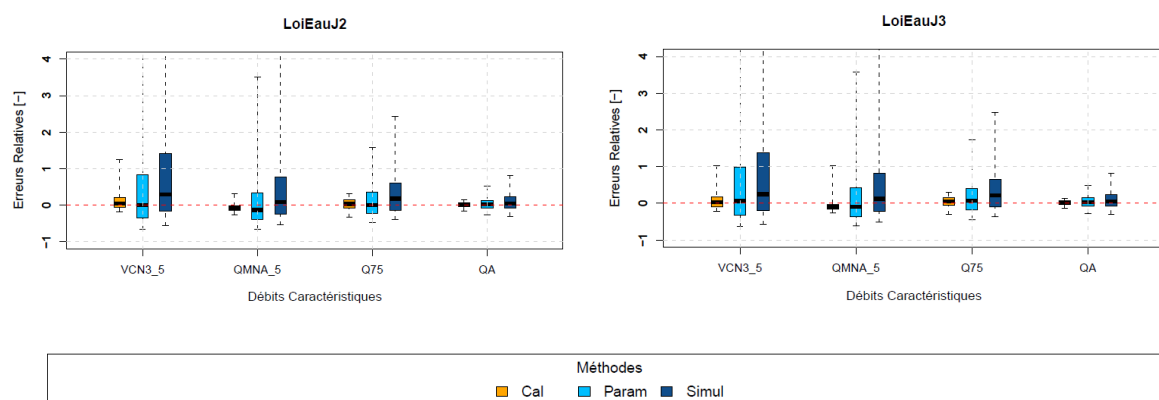 LoiEauJ2
Erreurs Relatives [−]
4
3
2
1
0
−1
VCN3_5 QMNA_5 Q75 QA
Débits Caractéristiques
LoiEauJ3
Erreurs Relatives [−]
4
3
2
1
0
−1
VCN3_5 QMNA_5 Q75 QA
Débits Caractéristiques
Méthodes
Cal Param Simul